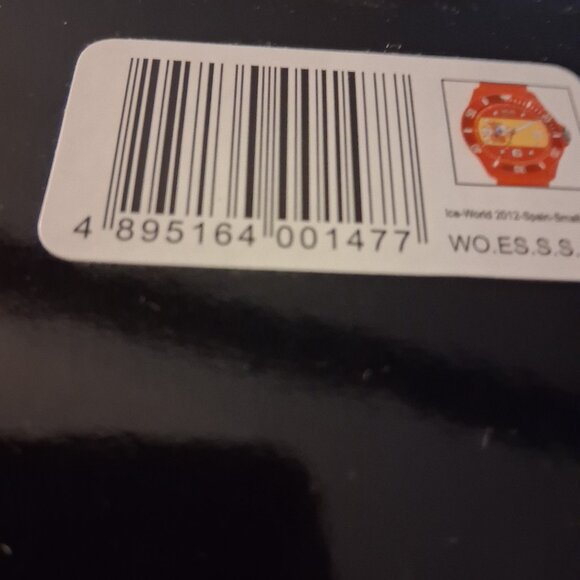 4 895164 001477
Ice-World 2012-Spain-Small
WO.ES.S.S.